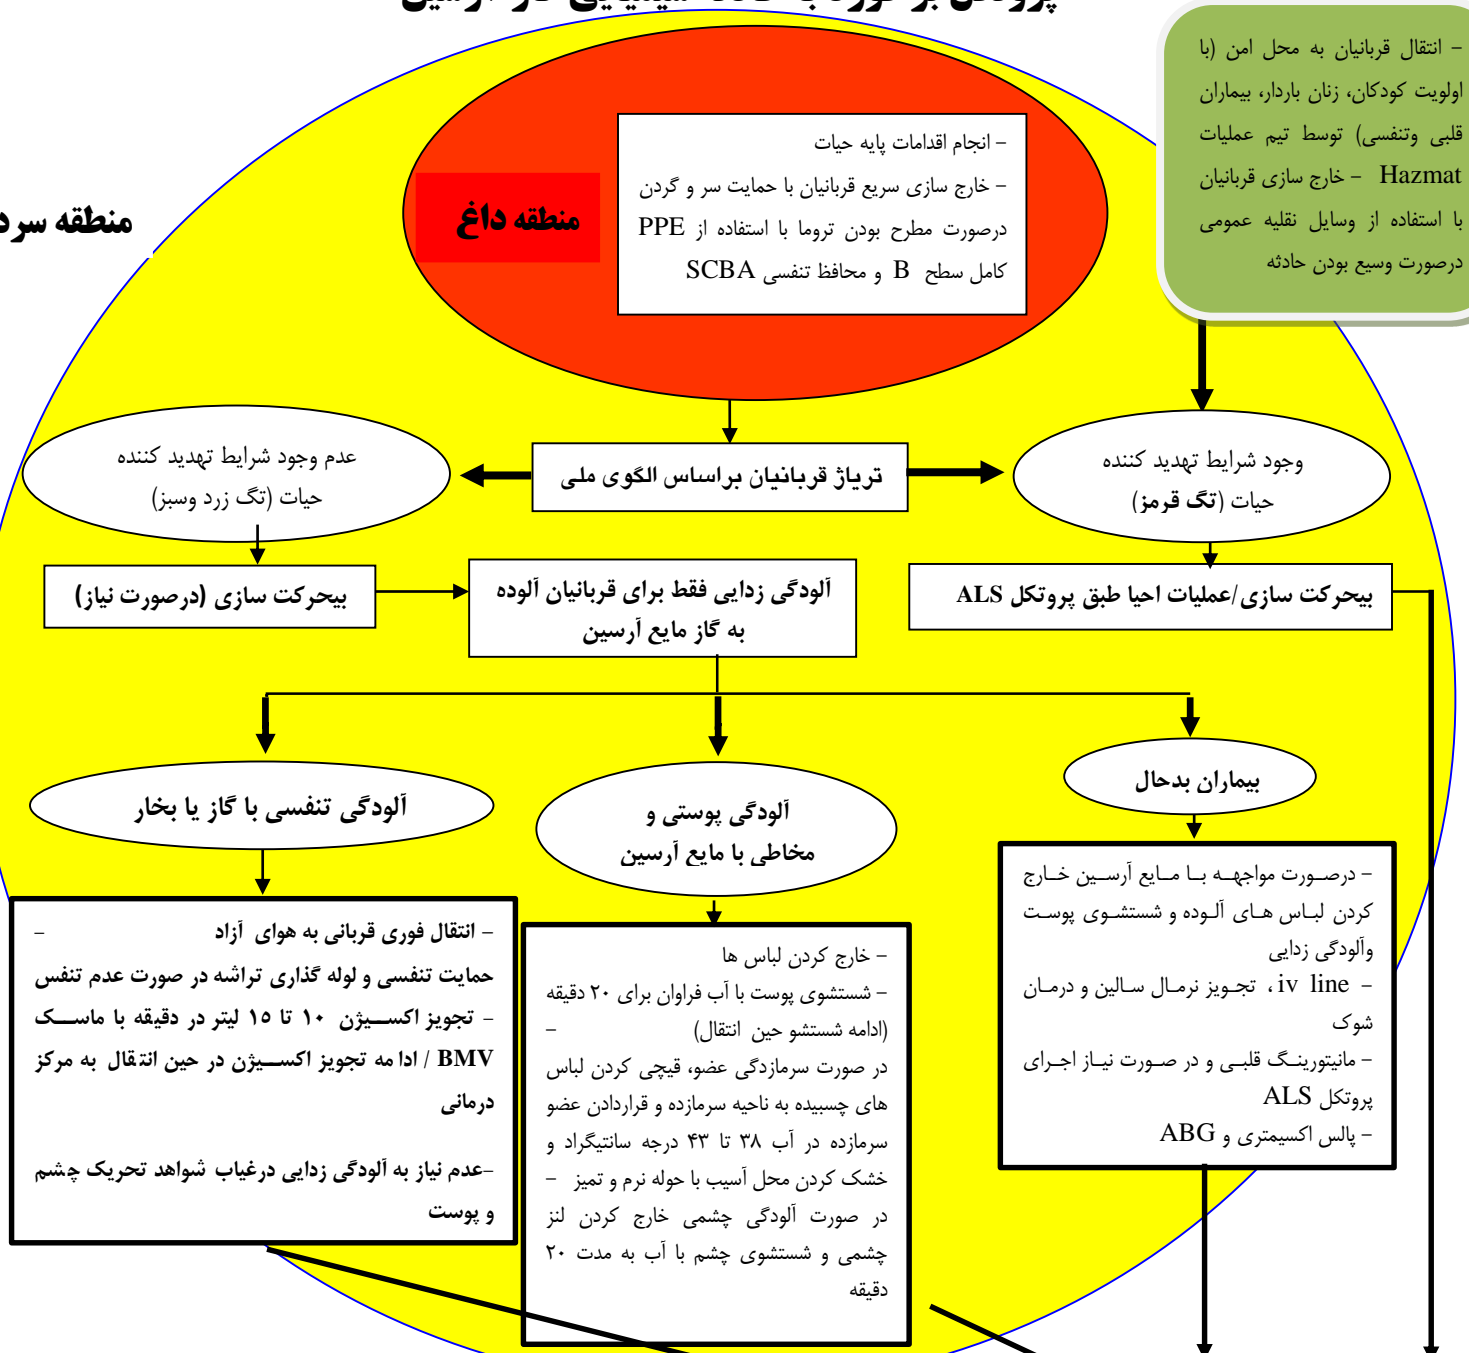 پروتکل برخورد با حادثه شیمیایی گاز آرسین
– انتقال قربانیان به محل امن (با
اولویت کودکان، زنان باردار، بیماران
قلبی وتنفسی) توسط تیم عملیات
Hazmat – خارج سازی قربانیان
با استفاده از وسایل نقلیه عمومی
درصورت وسیع بودن حادثه
– انجام اقدامات پایه حیات
– خارج سازی سریع قربانیان با حمایت سر و گردن
درصورت مطرح بودن تروما با استفاده از PPE
کامل سطح B و محافظ تنفسی SCBA
منطقه داغ
منطقه سرد
وجود شرایط تهدید کننده
حیات (تگ قرمز)
تریاژ قربانیان براساس الگوی ملی
عدم وجود شرایط تهدید کننده
حیات (تگ زرد وسبز)
بیحرکت سازی/عملیات احیا طبق پروتکل ALS
آلودگی زدایی فقط برای قربانیان آلوده
به گاز مایع آرسین
بیحرکت سازی (درصورت نیاز)
بیماران بدحال
آلودگی پوستی و
مخاطی با مایع آرسین
آلودگی تنفسی با گاز یا بخار
– درصورت مواجهه با مایع آرسین خارج
کردن لباس های آلوده و شستشوی پوست
وآلودگی زدایی
– iv line، تجویز نرمال سالین و درمان
شوک
– مانیتورینگ قلبی و در صورت نیاز اجرای
پروتکل ALS
– پالس اکسیمتری و ABG
– خارج کردن لباس ها
– شستشوی پوست با آب فراوان برای ۲۰ دقیقه
(ادامه شستشو حین انتقال) –
در صورت سرمازدگی عضو، قیچی کردن لباس
های چسبیده به ناحیه سرمازده و قراردادن عضو
سرمازده در آب ۳۸ تا ۴۳ درجه سانتیگراد و
خشک کردن محل آسیب با حوله نرم و تمیز –
در صورت آلودگی چشمی خارج کردن لنز
چشمی و شستشوی چشم با آب به مدت ۲۰
دقیقه
– انتقال فوری قربانی به هوای آزاد –
حمایت تنفسی و لوله گذاری تراشه در صورت عدم تنفس
– تجویز اکسیژن ۱۰ تا ۱۵ لیتر در دقیقه با ماسک
BMV / ادامه تجویز اکسیژن در حین انتقال به مرکز
درمانی
–عدم نیاز به آلودگی زدایی درغیاب شواهد تحریک چشم
و پوست